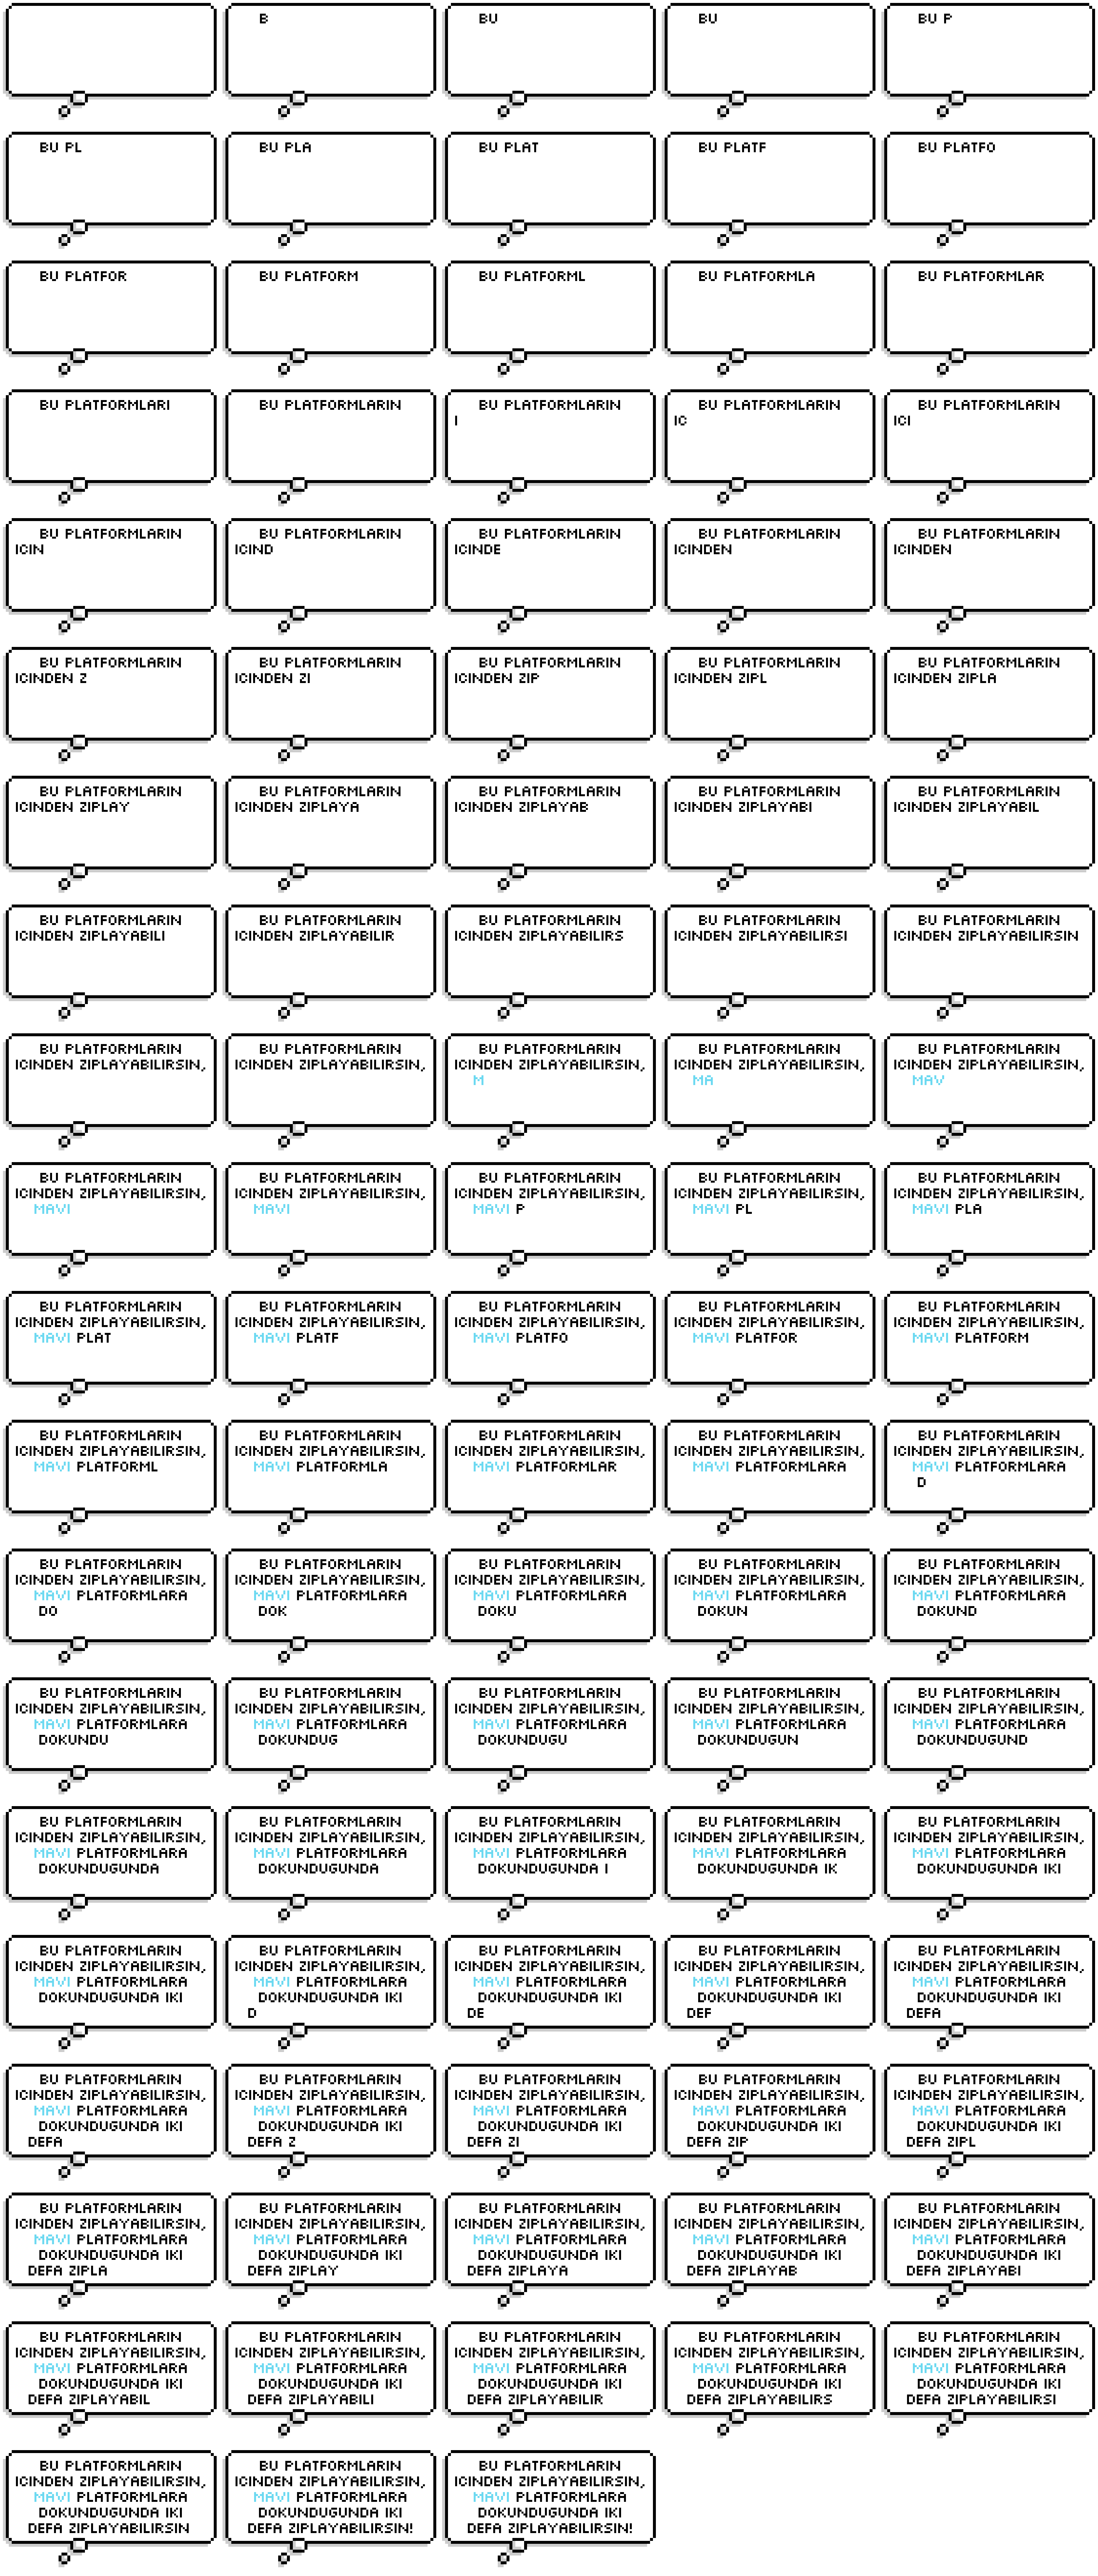 B
BU
BU
BU P
BU PL
BU PLA
BU PLAT
BU PLATF
BU PLATFO
BU PLATFOR
BU PLATFORM
BU PLATFORML
BU PLATFORMLA
BU PLATFORMLAR
BU PLATFORMLARI
BU PLATFORMLARIN
BU PLATFORMLARIN
I
BU PLATFORMLARIN
IC
BU PLATFORMLARIN
ICI
BU PLATFORMLARIN
ICIN
BU PLATFORMLARIN
ICIND
BU PLATFORMLARIN
ICINDE
BU PLATFORMLARIN
ICINDEN
BU PLATFORMLARIN
ICINDEN
BU PLATFORMLARIN
ICINDEN Z
BU PLATFORMLARIN
ICINDEN ZI
BU PLATFORMLARIN
ICINDEN ZIP
BU PLATFORMLARIN
ICINDEN ZIPL
BU PLATFORMLARIN
ICINDEN ZIPLA
BU PLATFORMLARIN
ICINDEN ZIPLAY
BU PLATFORMLARIN
ICINDEN ZIPLAYA
BU PLATFORMLARIN
ICINDEN ZIPLAYAB
BU PLATFORMLARIN
ICINDEN ZIPLAYABI
BU PLATFORMLARIN
ICINDEN ZIPLAYABIL
BU PLATFORMLARIN
ICINDEN ZIPLAYABILI
BU PLATFORMLARIN
ICINDEN ZIPLAYABILIR
BU PLATFORMLARIN
ICINDEN ZIPLAYABILIRS
BU PLATFORMLARIN
ICINDEN ZIPLAYABILIRSI
BU PLATFORMLARIN
ICINDEN ZIPLAYABILIRSIN
BU PLATFORMLARIN
ICINDEN ZIPLAYABILIRSIN,
BU PLATFORMLARIN
ICINDEN ZIPLAYABILIRSIN,
BU PLATFORMLARIN
ICINDEN ZIPLAYABILIRSIN,
M
BU PLATFORMLARIN
ICINDEN ZIPLAYABILIRSIN,
MA
BU PLATFORMLARIN
ICINDEN ZIPLAYABILIRSIN,
MAV
BU PLATFORMLARIN
ICINDEN ZIPLAYABILIRSIN,
MAVI
BU PLATFORMLARIN
ICINDEN ZIPLAYABILIRSIN,
MAVI
BU PLATFORMLARIN
ICINDEN ZIPLAYABILIRSIN,
MAVI P
BU PLATFORMLARIN
ICINDEN ZIPLAYABILIRSIN,
MAVI PL
BU PLATFORMLARIN
ICINDEN ZIPLAYABILIRSIN,
MAVI PLA
BU PLATFORMLARIN
ICINDEN ZIPLAYABILIRSIN,
MAVI PLAT
BU PLATFORMLARIN
ICINDEN ZIPLAYABILIRSIN,
MAVI PLATF
BU PLATFORMLARIN
ICINDEN ZIPLAYABILIRSIN,
MAVI PLATFO
BU PLATFORMLARIN
ICINDEN ZIPLAYABILIRSIN,
MAVI PLATFOR
BU PLATFORMLARIN
ICINDEN ZIPLAYABILIRSIN,
MAVI PLATFORM
BU PLATFORMLARIN
ICINDEN ZIPLAYABILIRSIN,
MAVI PLATFORML
BU PLATFORMLARIN
ICINDEN ZIPLAYABILIRSIN,
MAVI PLATFORMLA
BU PLATFORMLARIN
ICINDEN ZIPLAYABILIRSIN,
MAVI PLATFORMLAR
BU PLATFORMLARIN
ICINDEN ZIPLAYABILIRSIN,
MAVI PLATFORMLARA
BU PLATFORMLARIN
ICINDEN ZIPLAYABILIRSIN,
MAVI PLATFORMLARA
D
BU PLATFORMLARIN
ICINDEN ZIPLAYABILIRSIN,
MAVI PLATFORMLARA
DO
BU PLATFORMLARIN
ICINDEN ZIPLAYABILIRSIN,
MAVI PLATFORMLARA
DOK
BU PLATFORMLARIN
ICINDEN ZIPLAYABILIRSIN,
MAVI PLATFORMLARA
DOKU
BU PLATFORMLARIN
ICINDEN ZIPLAYABILIRSIN,
MAVI PLATFORMLARA
DOKUN
BU PLATFORMLARIN
ICINDEN ZIPLAYABILIRSIN,
MAVI PLATFORMLARA
DOKUND
BU PLATFORMLARIN
ICINDEN ZIPLAYABILIRSIN,
MAVI PLATFORMLARA
DOKUNDU
BU PLATFORMLARIN
ICINDEN ZIPLAYABILIRSIN,
MAVI PLATFORMLARA
DOKUNDUG
BU PLATFORMLARIN
ICINDEN ZIPLAYABILIRSIN,
MAVI PLATFORMLARA
DOKUNDUGU
BU PLATFORMLARIN
ICINDEN ZIPLAYABILIRSIN,
MAVI PLATFORMLARA
DOKUNDUGUN
BU PLATFORMLARIN
ICINDEN ZIPLAYABILIRSIN,
MAVI PLATFORMLARA
DOKUNDUGUND
BU PLATFORMLARIN
ICINDEN ZIPLAYABILIRSIN,
MAVI PLATFORMLARA
DOKUNDUGUNDA
BU PLATFORMLARIN
ICINDEN ZIPLAYABILIRSIN,
MAVI PLATFORMLARA
DOKUNDUGUNDA
BU PLATFORMLARIN
ICINDEN ZIPLAYABILIRSIN,
MAVI PLATFORMLARA
DOKUNDUGUNDA I
BU PLATFORMLARIN
ICINDEN ZIPLAYABILIRSIN,
MAVI PLATFORMLARA
DOKUNDUGUNDA IK
BU PLATFORMLARIN
ICINDEN ZIPLAYABILIRSIN,
MAVI PLATFORMLARA
DOKUNDUGUNDA IKI
BU PLATFORMLARIN
ICINDEN ZIPLAYABILIRSIN,
MAVI PLATFORMLARA
DOKUNDUGUNDA IKI
BU PLATFORMLARIN
ICINDEN ZIPLAYABILIRSIN,
MAVI PLATFORMLARA
DOKUNDUGUNDA IKI
D
BU PLATFORMLARIN
ICINDEN ZIPLAYABILIRSIN,
MAVI PLATFORMLARA
DOKUNDUGUNDA IKI
DE
BU PLATFORMLARIN
ICINDEN ZIPLAYABILIRSIN,
MAVI PLATFORMLARA
DOKUNDUGUNDA IKI
DEF
BU PLATFORMLARIN
ICINDEN ZIPLAYABILIRSIN,
MAVI PLATFORMLARA
DOKUNDUGUNDA IKI
DEFA
BU PLATFORMLARIN
ICINDEN ZIPLAYABILIRSIN,
MAVI PLATFORMLARA
DOKUNDUGUNDA IKI
DEFA
BU PLATFORMLARIN
ICINDEN ZIPLAYABILIRSIN,
MAVI PLATFORMLARA
DOKUNDUGUNDA IKI
DEFA Z
BU PLATFORMLARIN
ICINDEN ZIPLAYABILIRSIN,
MAVI PLATFORMLARA
DOKUNDUGUNDA IKI
DEFA ZI
BU PLATFORMLARIN
ICINDEN ZIPLAYABILIRSIN,
MAVI PLATFORMLARA
DOKUNDUGUNDA IKI
DEFA ZIP
BU PLATFORMLARIN
ICINDEN ZIPLAYABILIRSIN,
MAVI PLATFORMLARA
DOKUNDUGUNDA IKI
DEFA ZIPL
BU PLATFORMLARIN
ICINDEN ZIPLAYABILIRSIN,
MAVI PLATFORMLARA
DOKUNDUGUNDA IKI
DEFA ZIPLA
BU PLATFORMLARIN
ICINDEN ZIPLAYABILIRSIN,
MAVI PLATFORMLARA
DOKUNDUGUNDA IKI
DEFA ZIPLAY
BU PLATFORMLARIN
ICINDEN ZIPLAYABILIRSIN,
MAVI PLATFORMLARA
DOKUNDUGUNDA IKI
DEFA ZIPLAYA
BU PLATFORMLARIN
ICINDEN ZIPLAYABILIRSIN,
MAVI PLATFORMLARA
DOKUNDUGUNDA IKI
DEFA ZIPLAYAB
BU PLATFORMLARIN
ICINDEN ZIPLAYABILIRSIN,
MAVI PLATFORMLARA
DOKUNDUGUNDA IKI
DEFA ZIPLAYABI
BU PLATFORMLARIN
ICINDEN ZIPLAYABILIRSIN,
MAVI PLATFORMLARA
DOKUNDUGUNDA IKI
DEFA ZIPLAYABIL
BU PLATFORMLARIN
ICINDEN ZIPLAYABILIRSIN,
MAVI PLATFORMLARA
DOKUNDUGUNDA IKI
DEFA ZIPLAYABILI
BU PLATFORMLARIN
ICINDEN ZIPLAYABILIRSIN,
MAVI PLATFORMLARA
DOKUNDUGUNDA IKI
DEFA ZIPLAYABILIR
BU PLATFORMLARIN
ICINDEN ZIPLAYABILIRSIN,
MAVI PLATFORMLARA
DOKUNDUGUNDA IKI
DEFA ZIPLAYABILIRS
BU PLATFORMLARIN
ICINDEN ZIPLAYABILIRSIN,
MAVI PLATFORMLARA
DOKUNDUGUNDA IKI
DEFA ZIPLAYABILIRSI
BU PLATFORMLARIN
ICINDEN ZIPLAYABILIRSIN,
MAVI PLATFORMLARA
DOKUNDUGUNDA IKI
DEFA ZIPLAYABILIRSIN
BU PLATFORMLARIN
ICINDEN ZIPLAYABILIRSIN,
MAVI PLATFORMLARA
DOKUNDUGUNDA IKI
DEFA ZIPLAYABILIRSIN!
BU PLATFORMLARIN
ICINDEN ZIPLAYABILIRSIN,
MAVI PLATFORMLARA
DOKUNDUGUNDA IKI
DEFA ZIPLAYABILIRSIN!